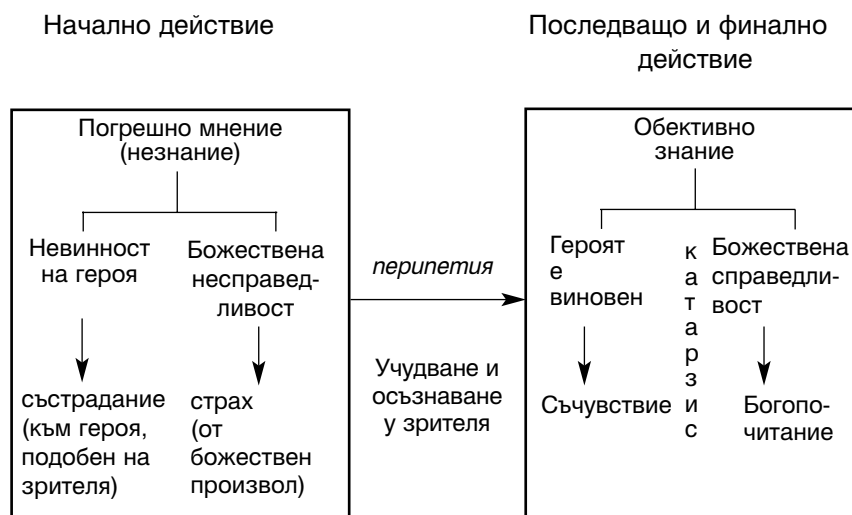 Начално действие
Последващо и финално
действие
Погрешно мнение
(незнание)
Невинност
на героя
Божествена
несправед-
ливост
състрадание
(към героя,
подобен на
зрителя)
страх
(от
божествен
произвол)
перипетия
Учудване и
осъзнаване
у зрителя
Обективно
знание
Героят
е
виновен
катарзис
Божествена
справедли-
вост
Съчувствие
Богопо-
читание